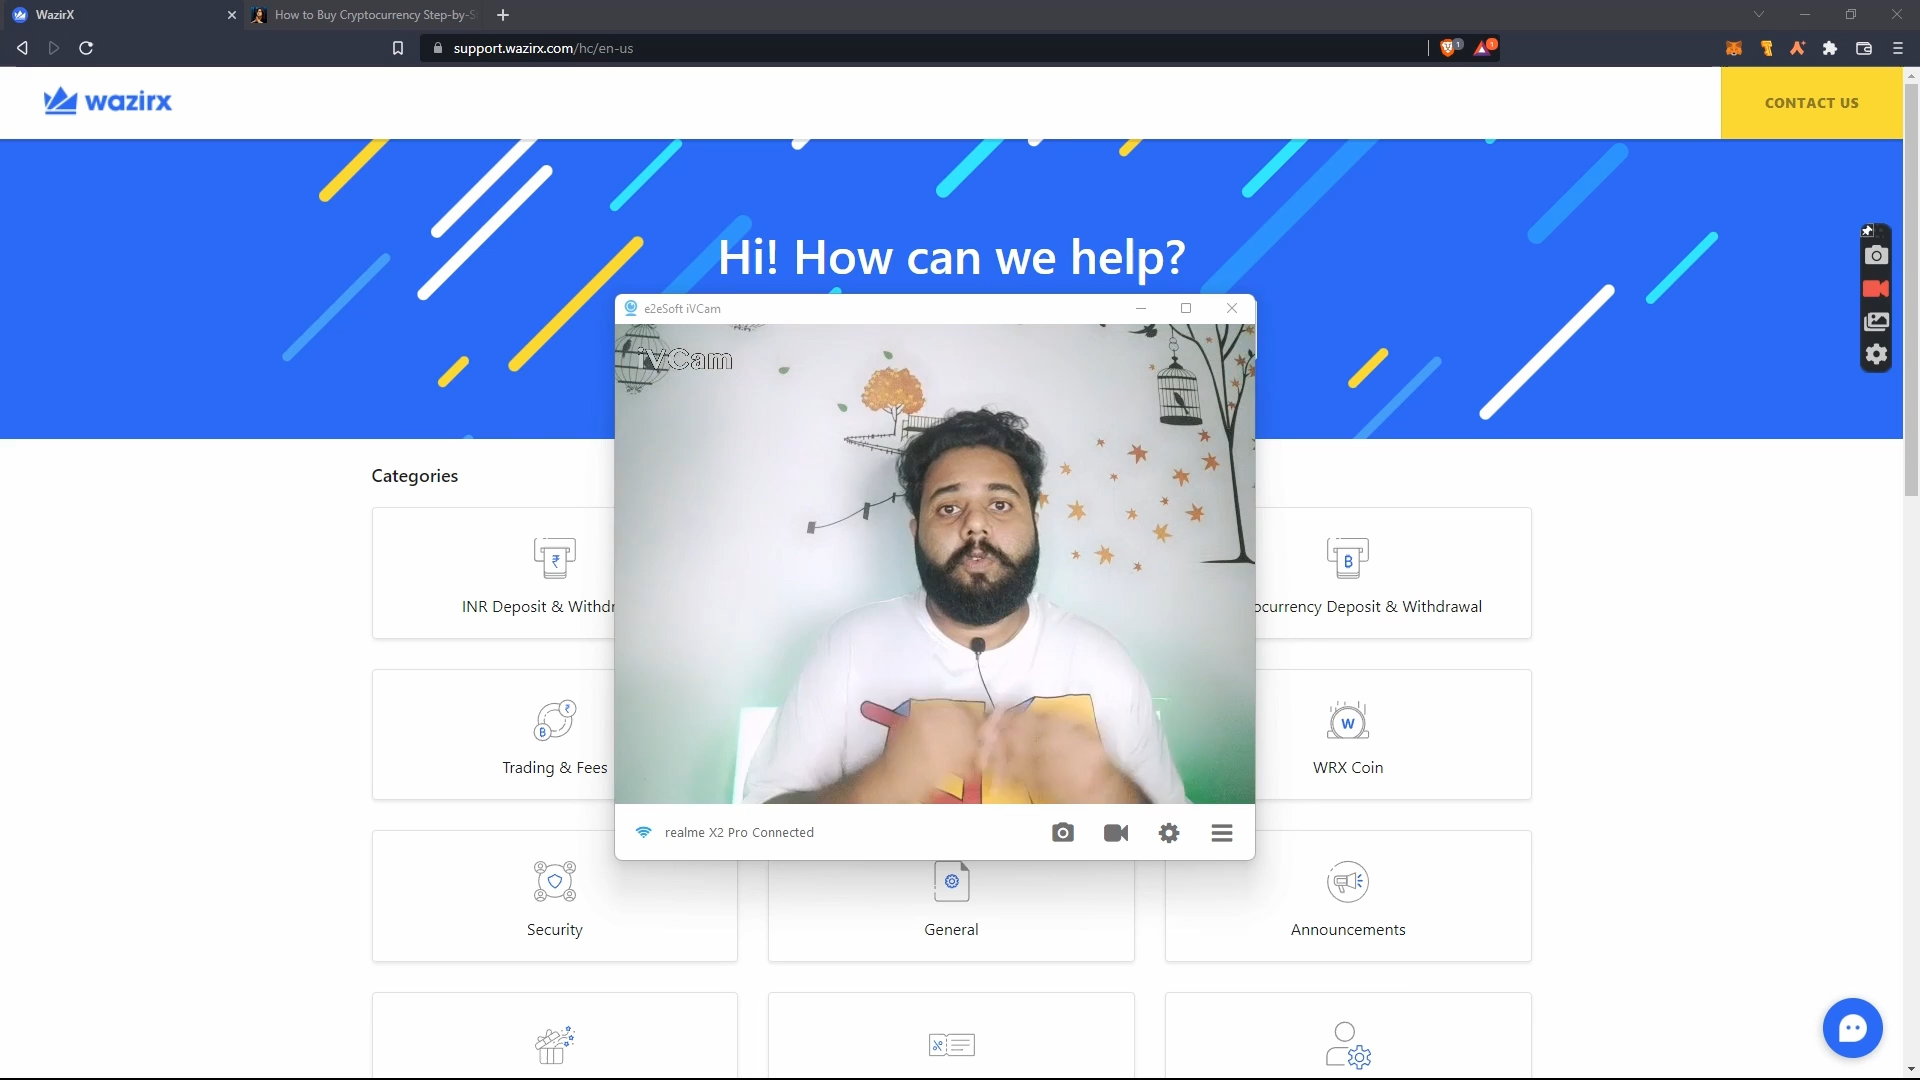 WazirX
How to Buy Cryptocurrency Step-by-S
support.wazirx.com/hc/en-us
1
1
wazirx
CONTACT US
Hi! How can we help?
e2eSoft iVCam
iVCam
Categories
₹
INR Deposit & Withdr
B
ocurrency Deposit & Withdrawal
₹
B
Trading & Fees
W
WRX Coin
realme X2 Pro Connected
Security
General
Announcements